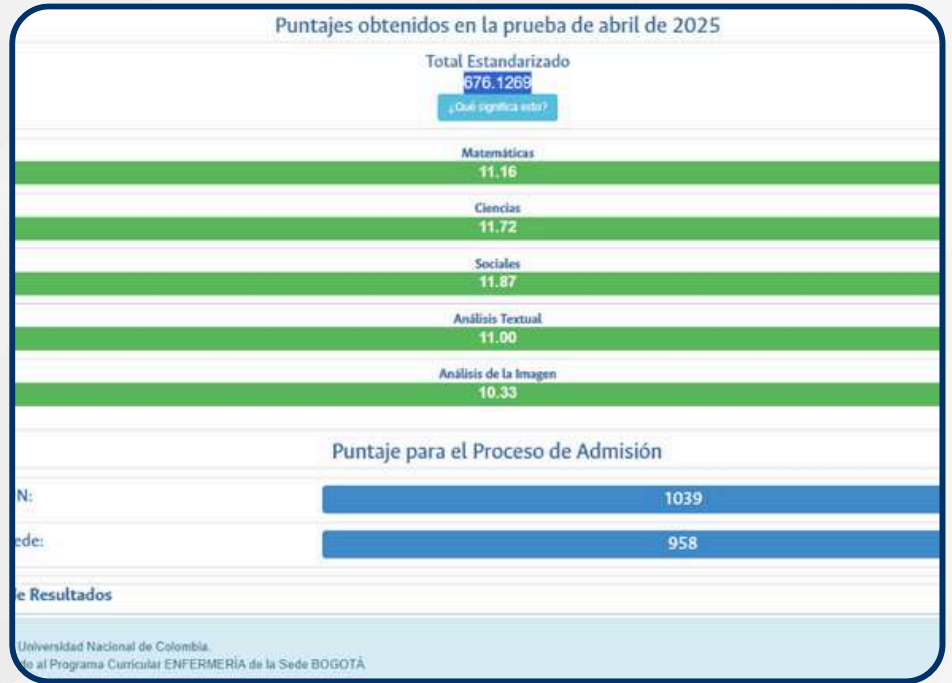 Puntajes obtenidos en la prueba de abril de 2025
Total Estandarizado
676.1269
¿Qué significa esto?
Matemáticas
11.16
Ciencias
11.72
Sociales
11.87
Análisis Textual
11.00
Análisis de la Imagen
10.33
Puntaje para el Proceso de Admisión
N: 1039
ede: 958
e Resultados
Universidad Nacional de Colombia.
do al Programa Curricular ENFERMERÍA de la Sede BOGOTÁ